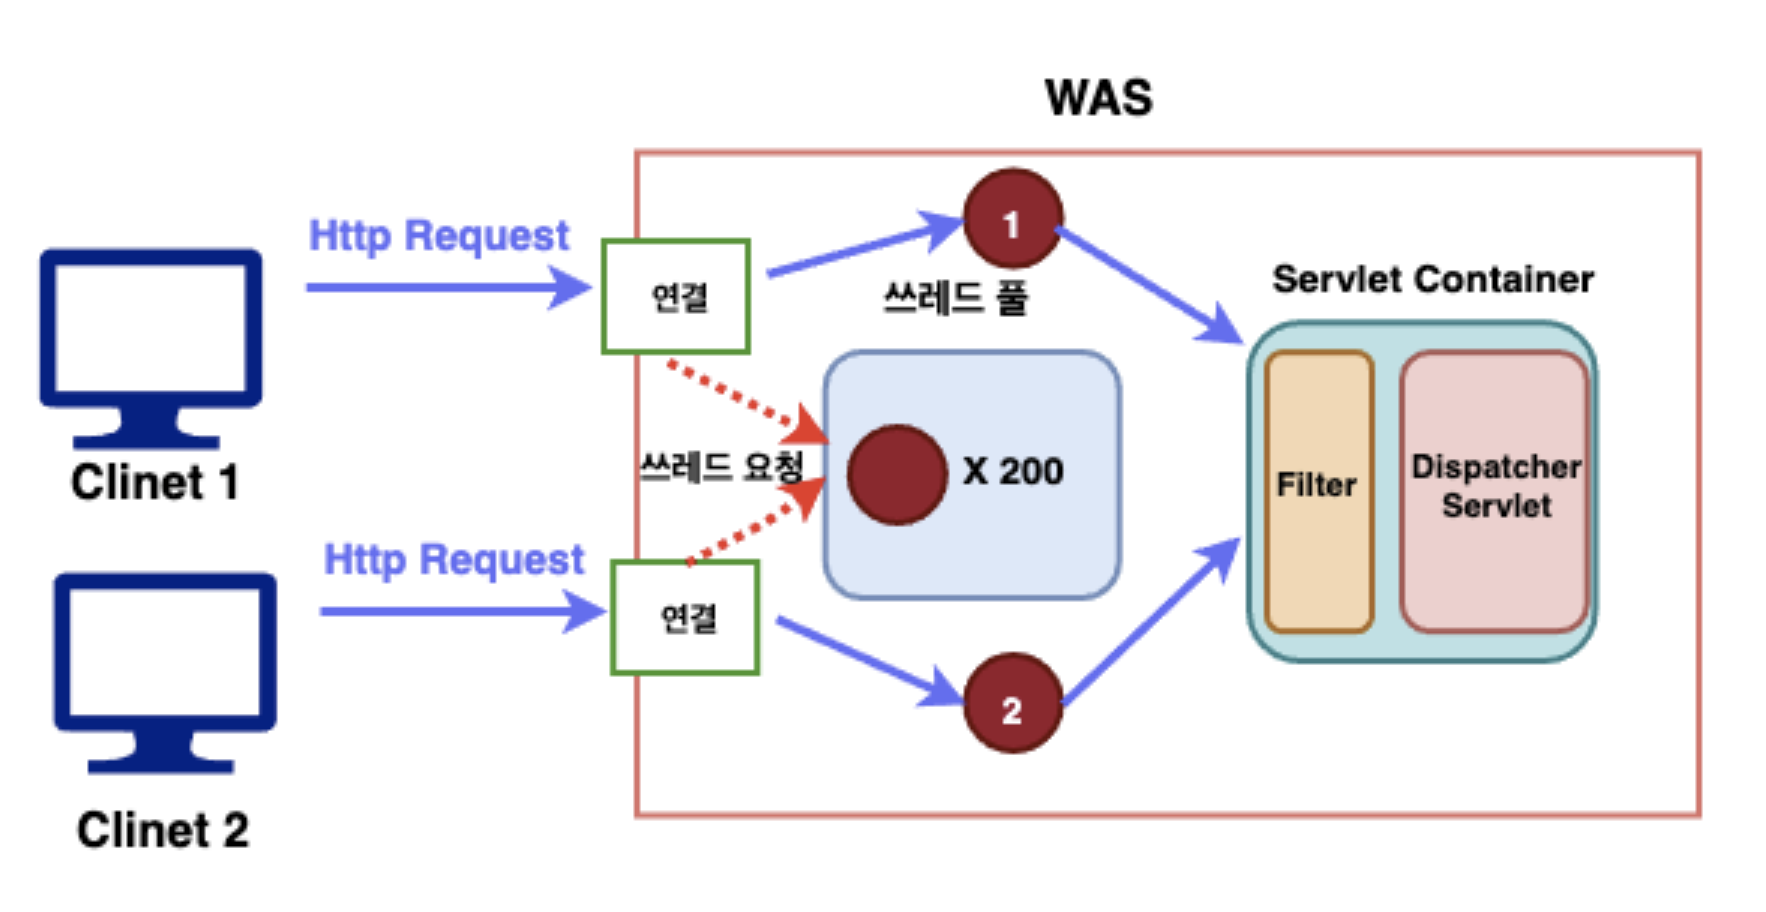 WAS
Http Request
연결
1
쓰레드 풀
Servlet Container
Clinet 1
쓰레드 요청
X 200
Filter
Dispatcher
Servlet
Http Request
연결
2
Clinet 2